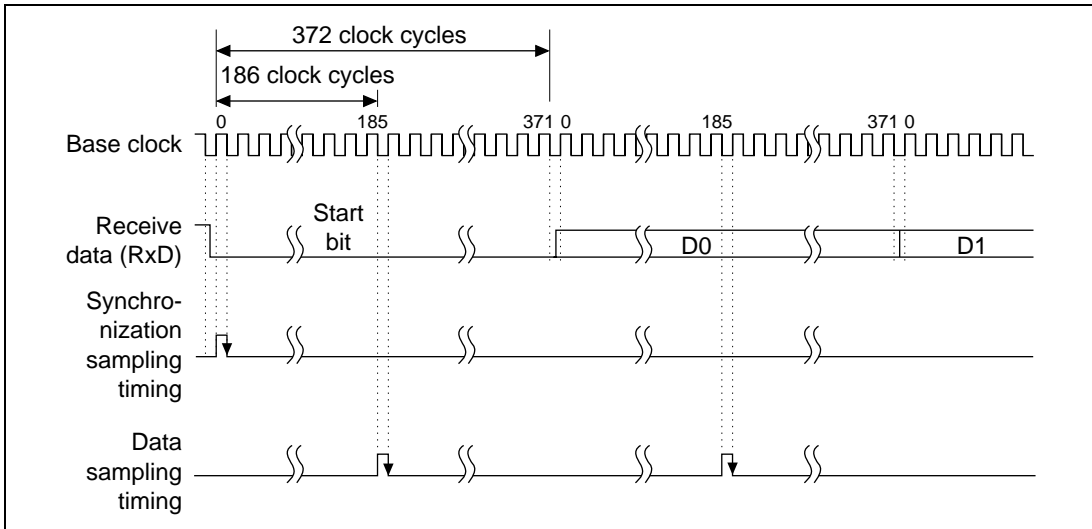 372 clock cycles
186 clock cycles
0 185 371 0 185 371 0
Base clock
Receive
data (RxD)
Start
bit
D0
D1
Synchro-
nization
sampling
timing
Data
sampling
timing